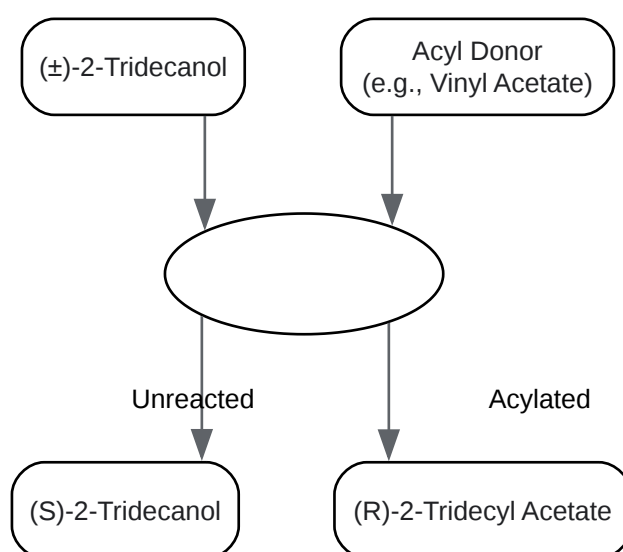 (±)-2-Tridecanol
Acyl Donor
(e.g., Vinyl Acetate)
Unreacted
Acylated
(S)-2-Tridecanol
(R)-2-Tridecyl Acetate